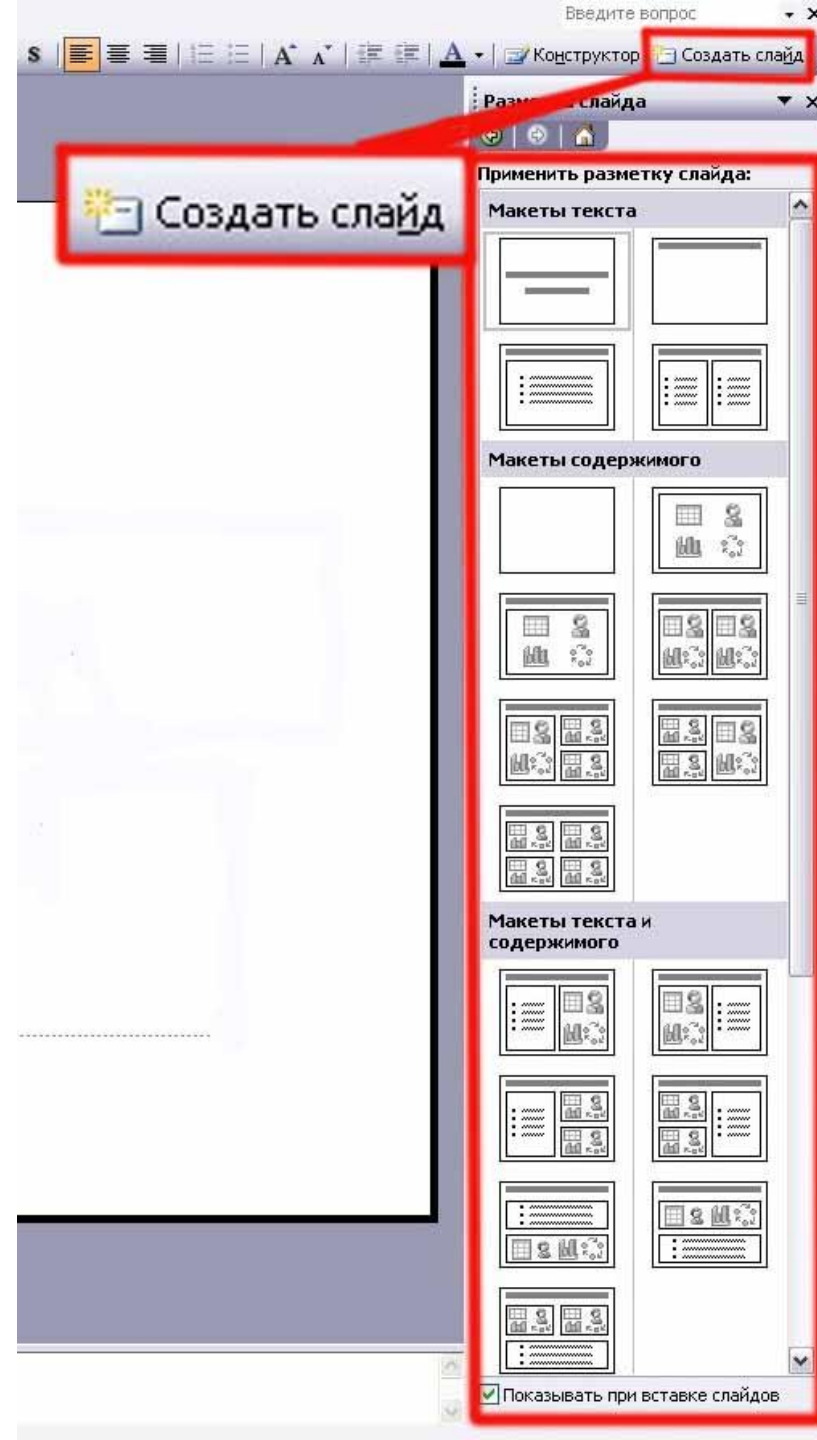 Введите вопрос
S Конструктор Создать слайд
слайда
Создать слайд
Применить разметку слайда:
Макеты текста
Макеты содержимого
Макеты текста и
содержимого
Показывать при вставке слайдов